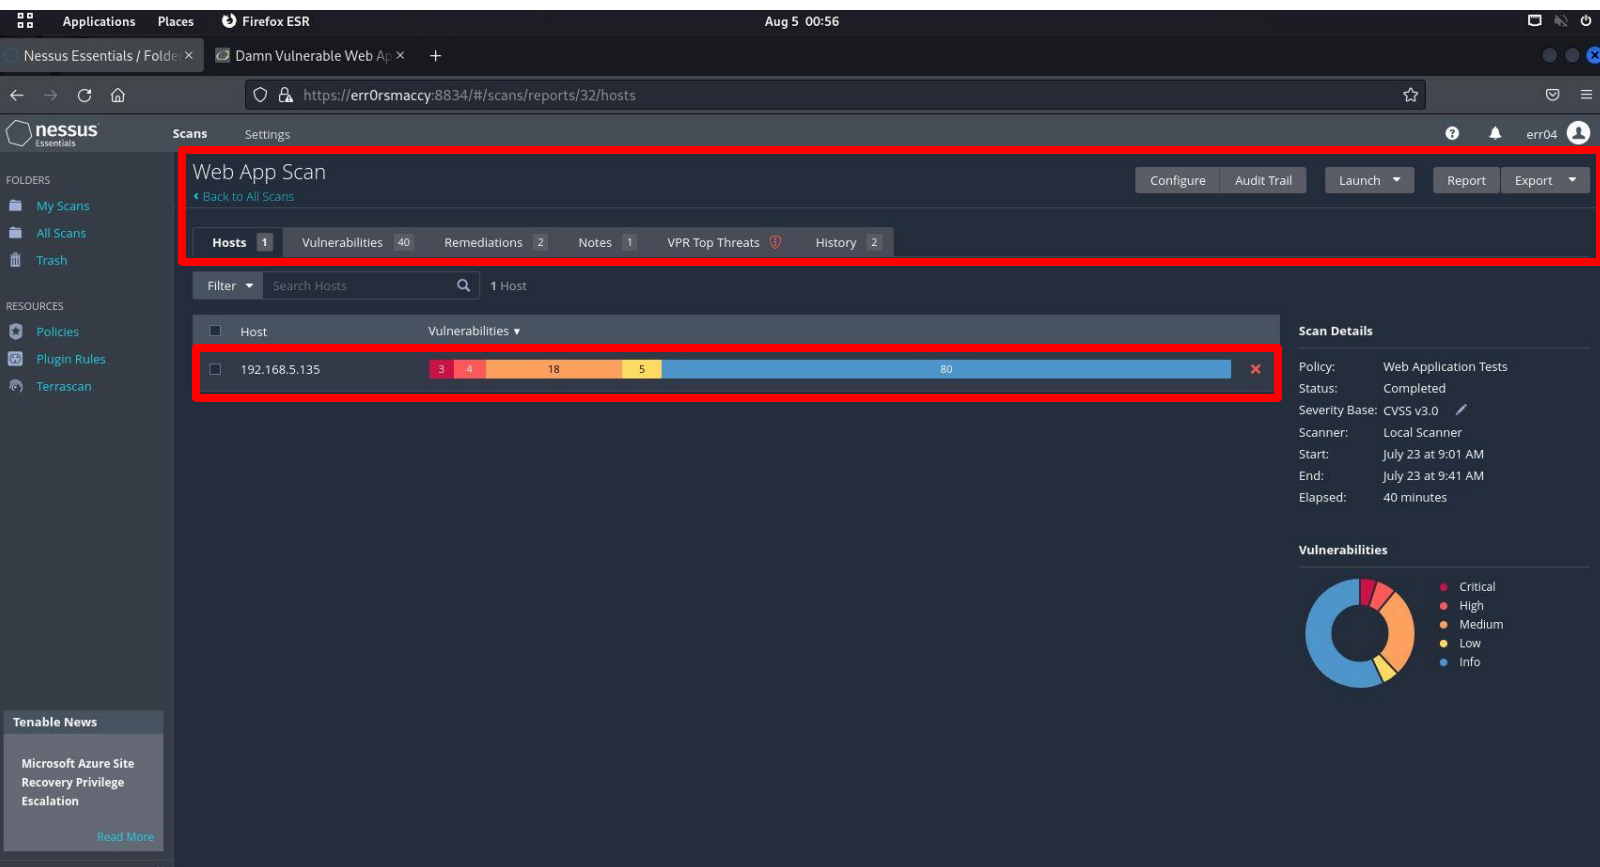 Applications Places Firefox ESR Aug 5 00:56
Nessus Essentials / Folde × Damn Vulnerable Web Ap × +
https://err0rsmaccy:8834/#/scans/reports/32/hosts
nessus
Essentials
Scans Settings err04
FOLDERS
My Scans
All Scans
Trash
RESOURCES
Policies
Plugin Rules
Terrascan
Tenable News
Microsoft Azure Site
Recovery Privilege
Escalation
Read More
Web App Scan
Back to All Scans
Configure Audit Trail Launch Report Export
Hosts 1 Vulnerabilities 40 Remediations 2 Notes 1 VPR Top Threats History 2
Filter Search Hosts 1 Host
Host Vulnerabilities
192.168.5.135 3 4 18 5 80
Scan Details
Policy: Web Application Tests
Status: Completed
Severity Base: CVSS v3.0
Scanner: Local Scanner
Start: July 23 at 9:01 AM
End: July 23 at 9:41 AM
Elapsed: 40 minutes
Vulnerabilities
Critical
High
Medium
Low
Info